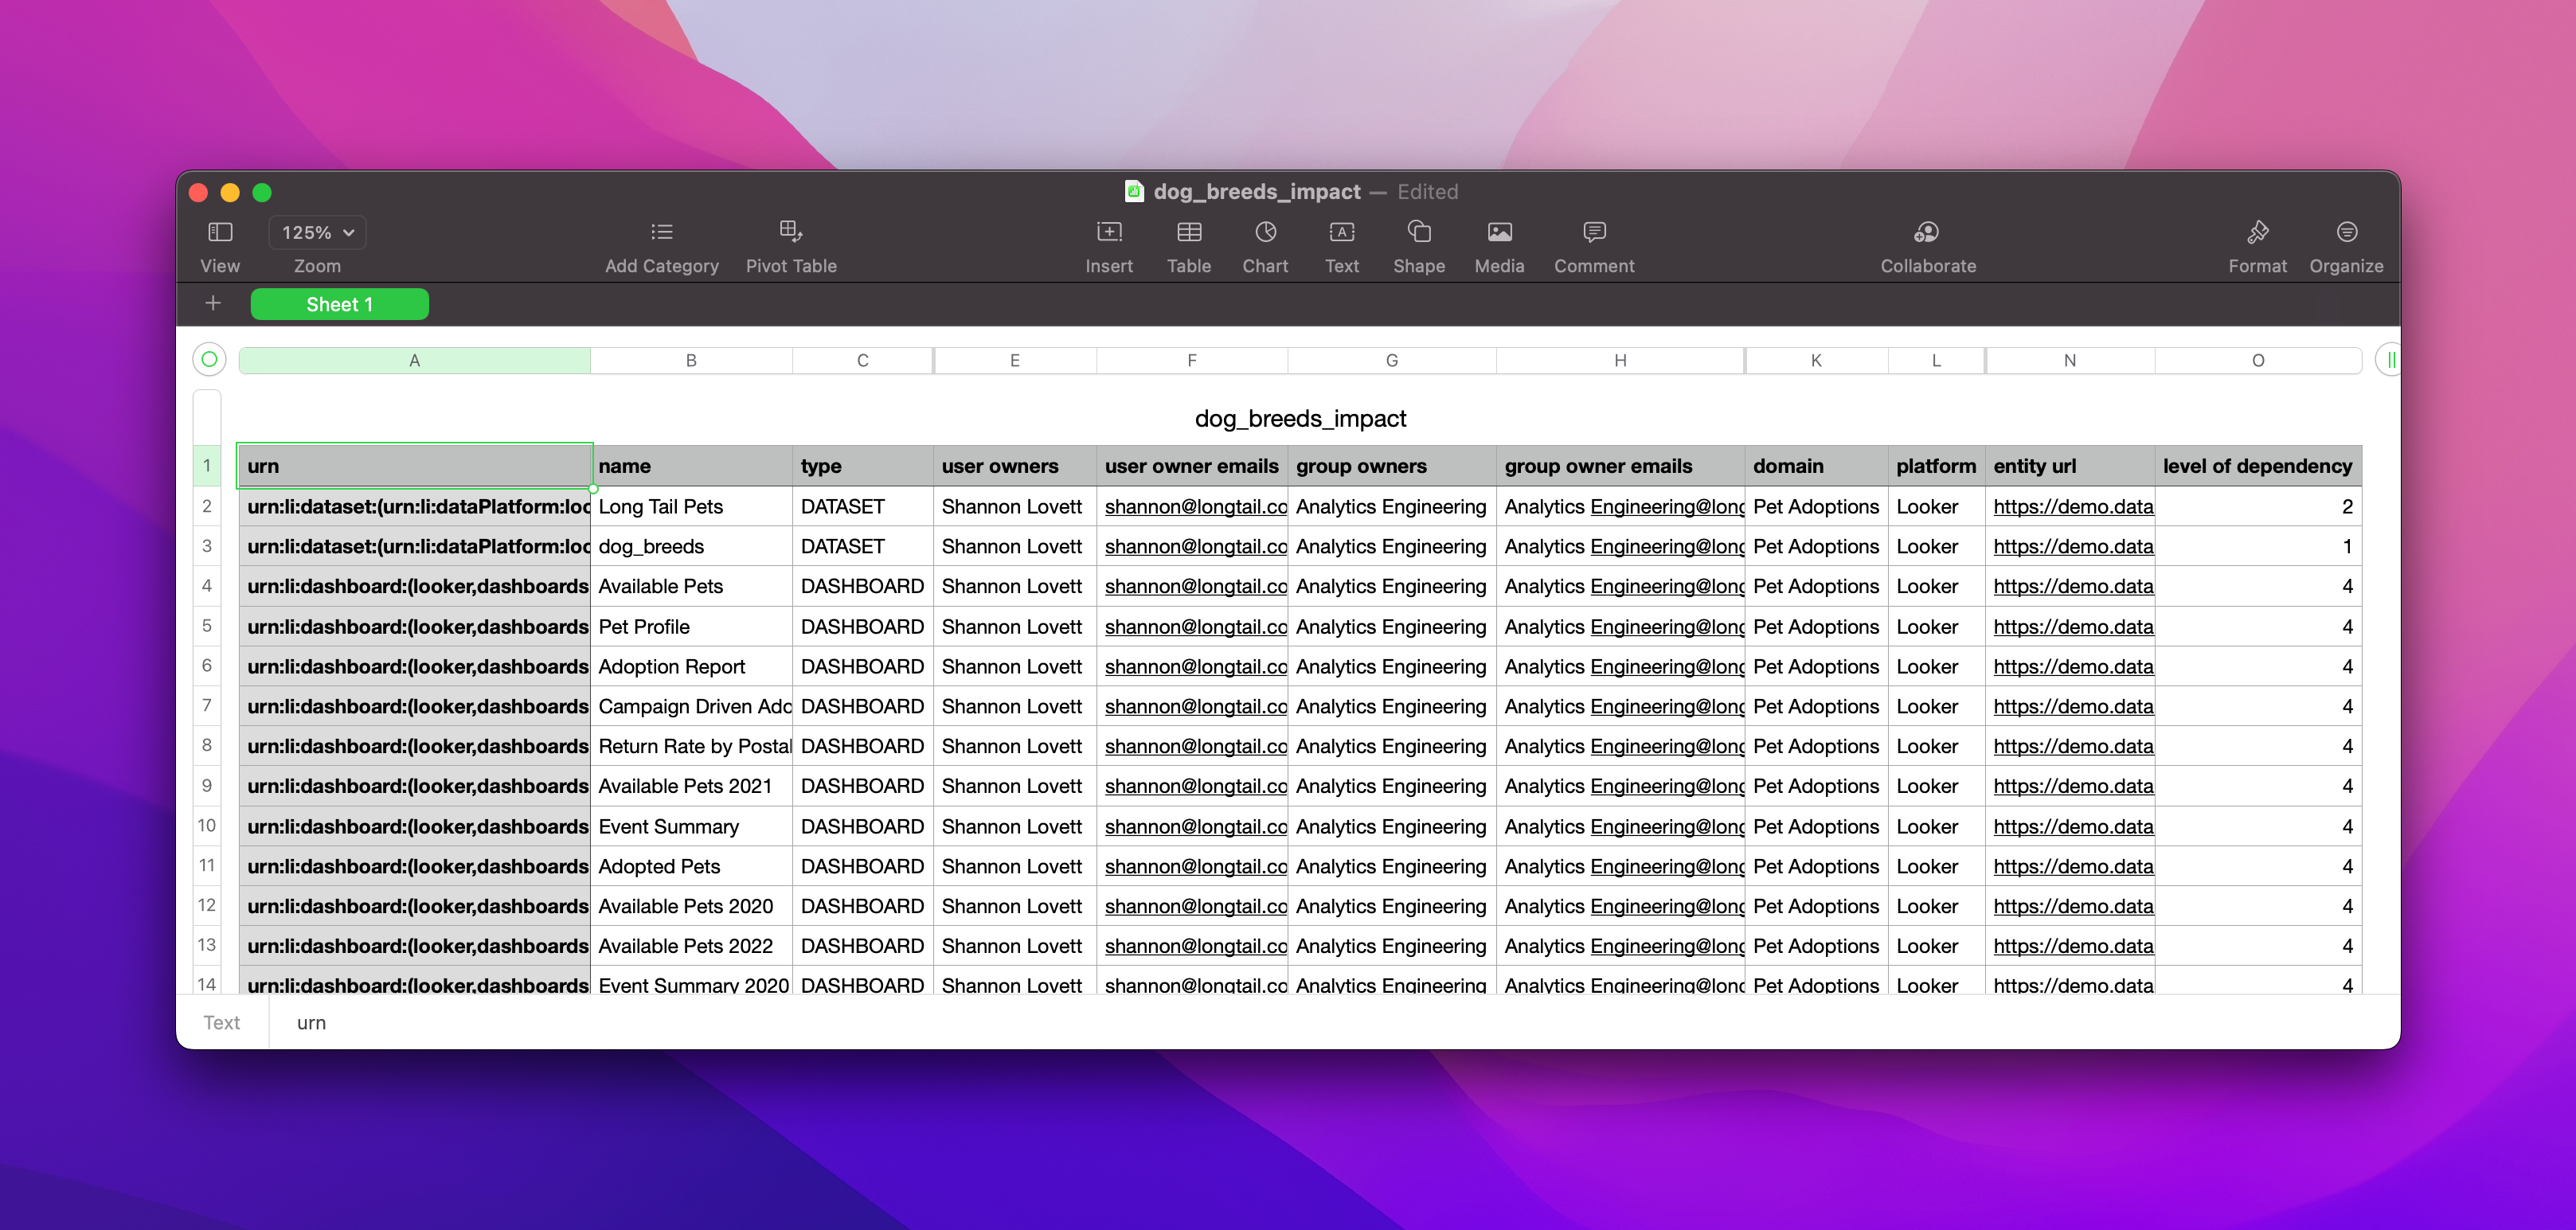 dog_breeds_impact — Edited
125%
View Zoom Add Category Pivot Table Insert Table Chart Text Shape Media Comment Collaborate Format Organize
+ Sheet 1
A B C E F G H K L N O
dog_breeds_impact
1 urn name type user owners user owner emails group owners group owner emails domain platform entity url level of dependency
2 urn:li:dataset:(urn:li:dataPlatform:loo Long Tail Pets DATASET Shannon Lovett shannon@longtail.co Analytics Engineering Analytics Engineering@long Pet Adoptions Looker https://demo.data 2
3 urn:li:dataset:(urn:li:dataPlatform:loo dog_breeds DATASET Shannon Lovett shannon@longtail.co Analytics Engineering Analytics Engineering@long Pet Adoptions Looker https://demo.data 1
4 urn:li:dashboard:(looker,dashboards Available Pets DASHBOARD Shannon Lovett shannon@longtail.co Analytics Engineering Analytics Engineering@long Pet Adoptions Looker https://demo.data 4
5 urn:li:dashboard:(looker,dashboards Pet Profile DASHBOARD Shannon Lovett shannon@longtail.co Analytics Engineering Analytics Engineering@long Pet Adoptions Looker https://demo.data 4
6 urn:li:dashboard:(looker,dashboards Adoption Report DASHBOARD Shannon Lovett shannon@longtail.co Analytics Engineering Analytics Engineering@long Pet Adoptions Looker https://demo.data 4
7 urn:li:dashboard:(looker,dashboards Campaign Driven Ado DASHBOARD Shannon Lovett shannon@longtail.co Analytics Engineering Analytics Engineering@long Pet Adoptions Looker https://demo.data 4
8 urn:li:dashboard:(looker,dashboards Return Rate by Postal DASHBOARD Shannon Lovett shannon@longtail.co Analytics Engineering Analytics Engineering@long Pet Adoptions Looker https://demo.data 4
9 urn:li:dashboard:(looker,dashboards Available Pets 2021 DASHBOARD Shannon Lovett shannon@longtail.co Analytics Engineering Analytics Engineering@long Pet Adoptions Looker https://demo.data 4
10 urn:li:dashboard:(looker,dashboards Event Summary DASHBOARD Shannon Lovett shannon@longtail.co Analytics Engineering Analytics Engineering@long Pet Adoptions Looker https://demo.data 4
11 urn:li:dashboard:(looker,dashboards Adopted Pets DASHBOARD Shannon Lovett shannon@longtail.co Analytics Engineering Analytics Engineering@long Pet Adoptions Looker https://demo.data 4
12 urn:li:dashboard:(looker,dashboards Available Pets 2020 DASHBOARD Shannon Lovett shannon@longtail.co Analytics Engineering Analytics Engineering@long Pet Adoptions Looker https://demo.data 4
13 urn:li:dashboard:(looker,dashboards Available Pets 2022 DASHBOARD Shannon Lovett shannon@longtail.co Analytics Engineering Analytics Engineering@long Pet Adoptions Looker https://demo.data 4
14 urn:li:dashboard:(looker,dashboards Event Summary 2020 DASHBOARD Shannon Lovett shannon@longtail.co Analytics Engineering Analytics Engineering@long Pet Adoptions Looker https://demo.data 4
Text urn